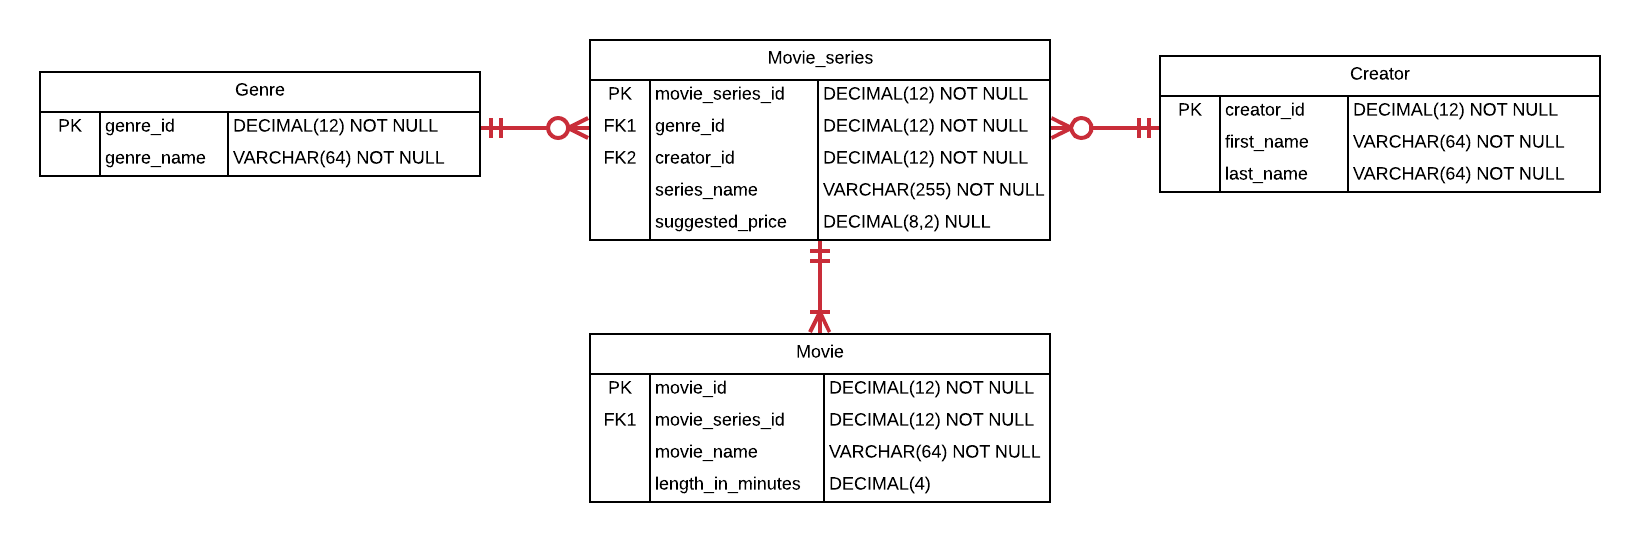 Genre
PK genre_id DECIMAL(12) NOT NULL
genre_name VARCHAR(64) NOT NULL
Movie_series
PK movie_series_id DECIMAL(12) NOT NULL
FK1 genre_id DECIMAL(12) NOT NULL
FK2 creator_id DECIMAL(12) NOT NULL
series_name VARCHAR(255) NOT NULL
suggested_price DECIMAL(8,2) NULL
Creator
PK creator_id DECIMAL(12) NOT NULL
first_name VARCHAR(64) NOT NULL
last_name VARCHAR(64) NOT NULL
Movie
PK movie_id DECIMAL(12) NOT NULL
FK1 movie_series_id DECIMAL(12) NOT NULL
movie_name VARCHAR(64) NOT NULL
length_in_minutes DECIMAL(4)